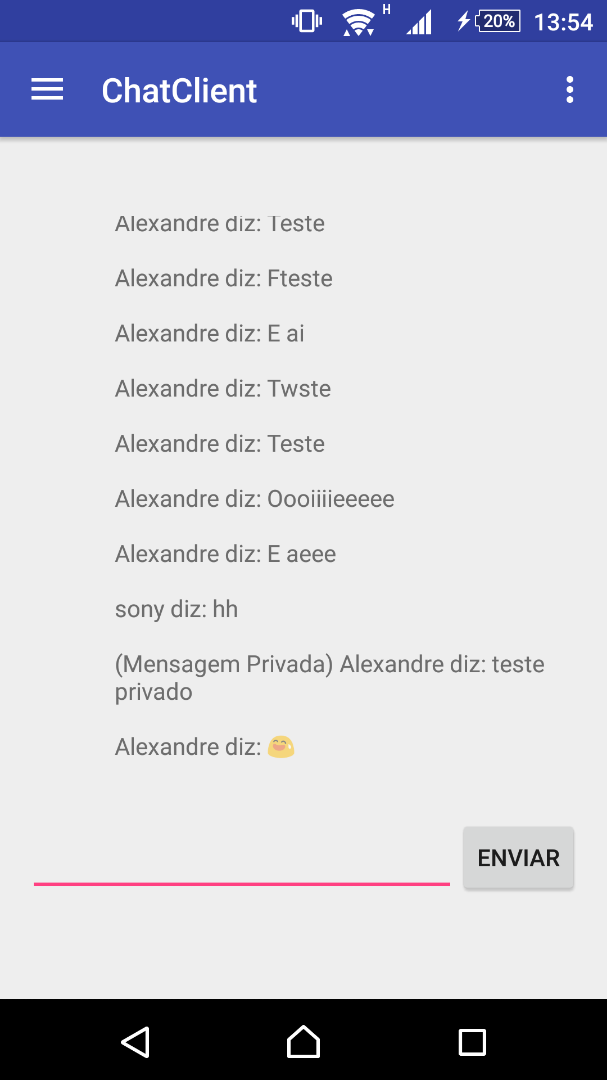 H
20%
13:54
ChatClient
Alexandre diz: Teste
Alexandre diz: Fteste
Alexandre diz: E ai
Alexandre diz: Twste
Alexandre diz: Teste
Alexandre diz: Oooiiiieeeee
Alexandre diz: E aeee
sony diz: hh
(Mensagem Privada) Alexandre diz: teste
privado
Alexandre diz: 😅
ENVIAR